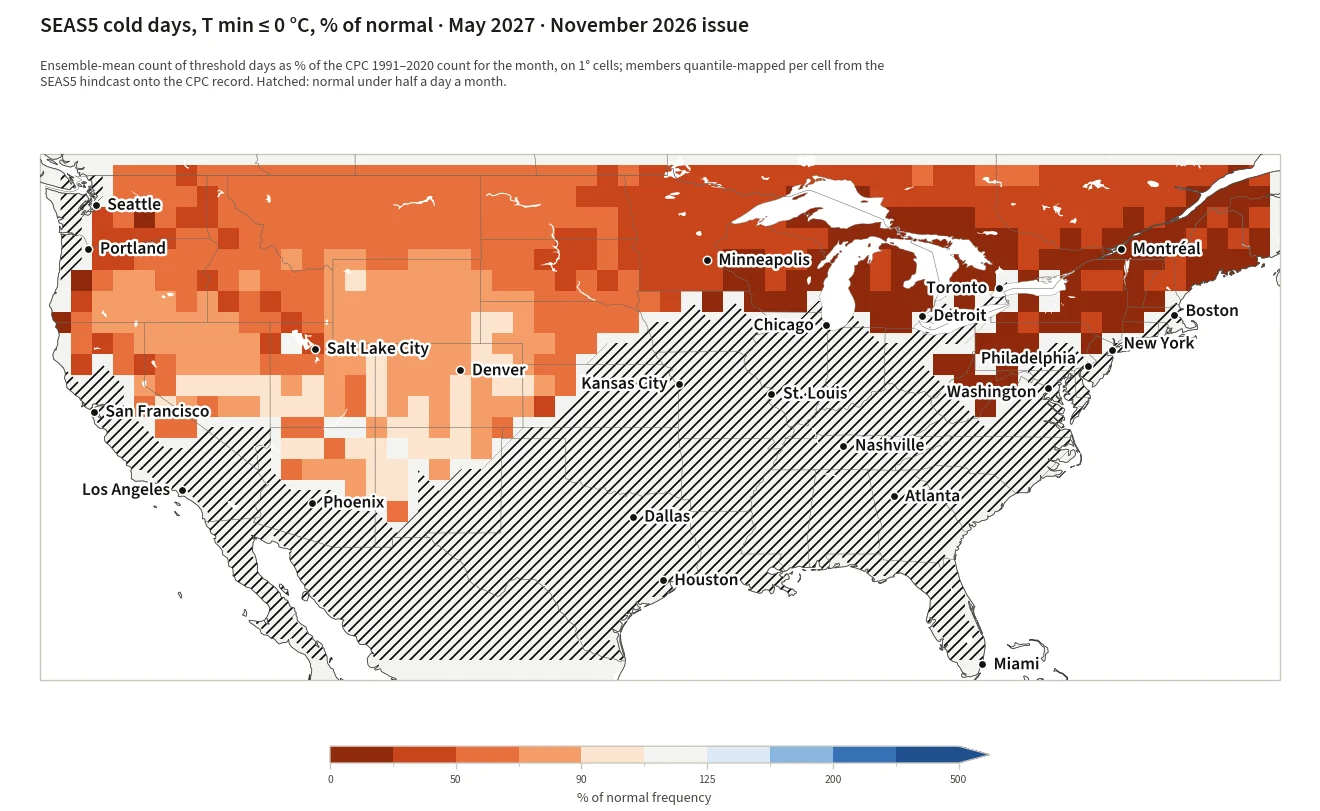 SEAS5 cold days, T min ≤ 0 °C, % of normal · May 2027 · November 2026 issue
Ensemble-mean count of threshold days as % of the CPC 1991–2020 count for the month, on 1° cells; members quantile-mapped per cell from the
SEAS5 hindcast onto the CPC record. Hatched: normal under half a day a month.
Seattle
Portland
Minneapolis
Montréal
Toronto
Boston
Detroit
Chicago
New York
Salt Lake City
Philadelphia
Denver
Kansas City
St. Louis
Washington
San Francisco
Nashville
Los Angeles
Phoenix
Atlanta
Dallas
Houston
Miami
0 50 90 125 200 500
% of normal frequency